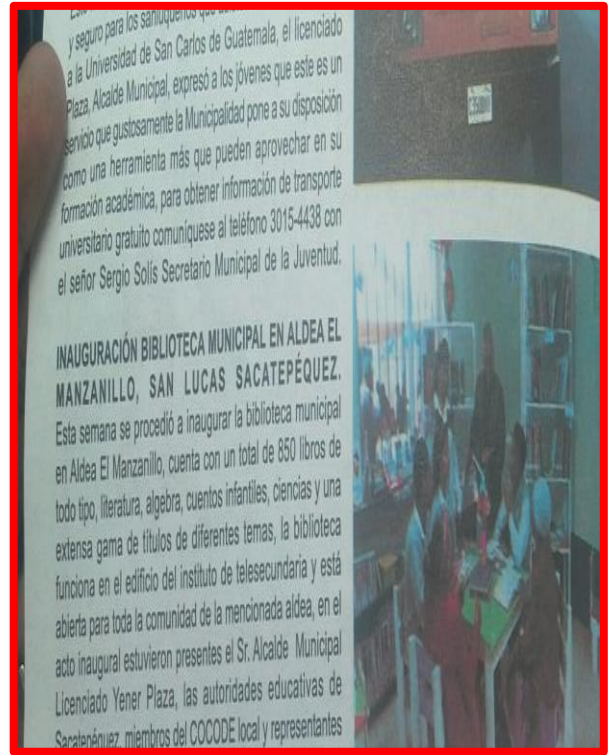 y seguro para los sanluqueños que
a la Universidad de San Carlos de Guatemala, el licenciado
Plaza, Alcalde Municipal, expresó a los jóvenes que este es un
servicio que gustosamente la Municipalidad pone a su disposición
como una herramienta más que pueden aprovechar en su
formación académica, para obtener información de transporte
universitario gratuito comuníquese al teléfono 3015-4438 con
el señor Sergio Solís Secretario Municipal de la Juventud.
INAUGURACIÓN BIBLIOTECA MUNICIPAL EN ALDEA EL
MANZANILLO, SAN LUCAS SACATEPÉQUEZ.
Esta semana se procedió a inaugurar la biblioteca municipal
en Aldea El Manzanillo, cuenta con un total de 850 libros de
todo tipo, literatura, algebra, cuentos infantiles, ciencias y una
extensa gama de títulos de diferentes temas, la biblioteca
funciona en el edificio del instituto de telesecundaria y está
abierta para toda la comunidad de la mencionada aldea, en el
acto inaugural estuvieron presentes el Sr. Alcalde Municipal
Licenciado Yener Plaza, las autoridades educativas de
Sacatepéquez, miembros del COCODE local y representantes